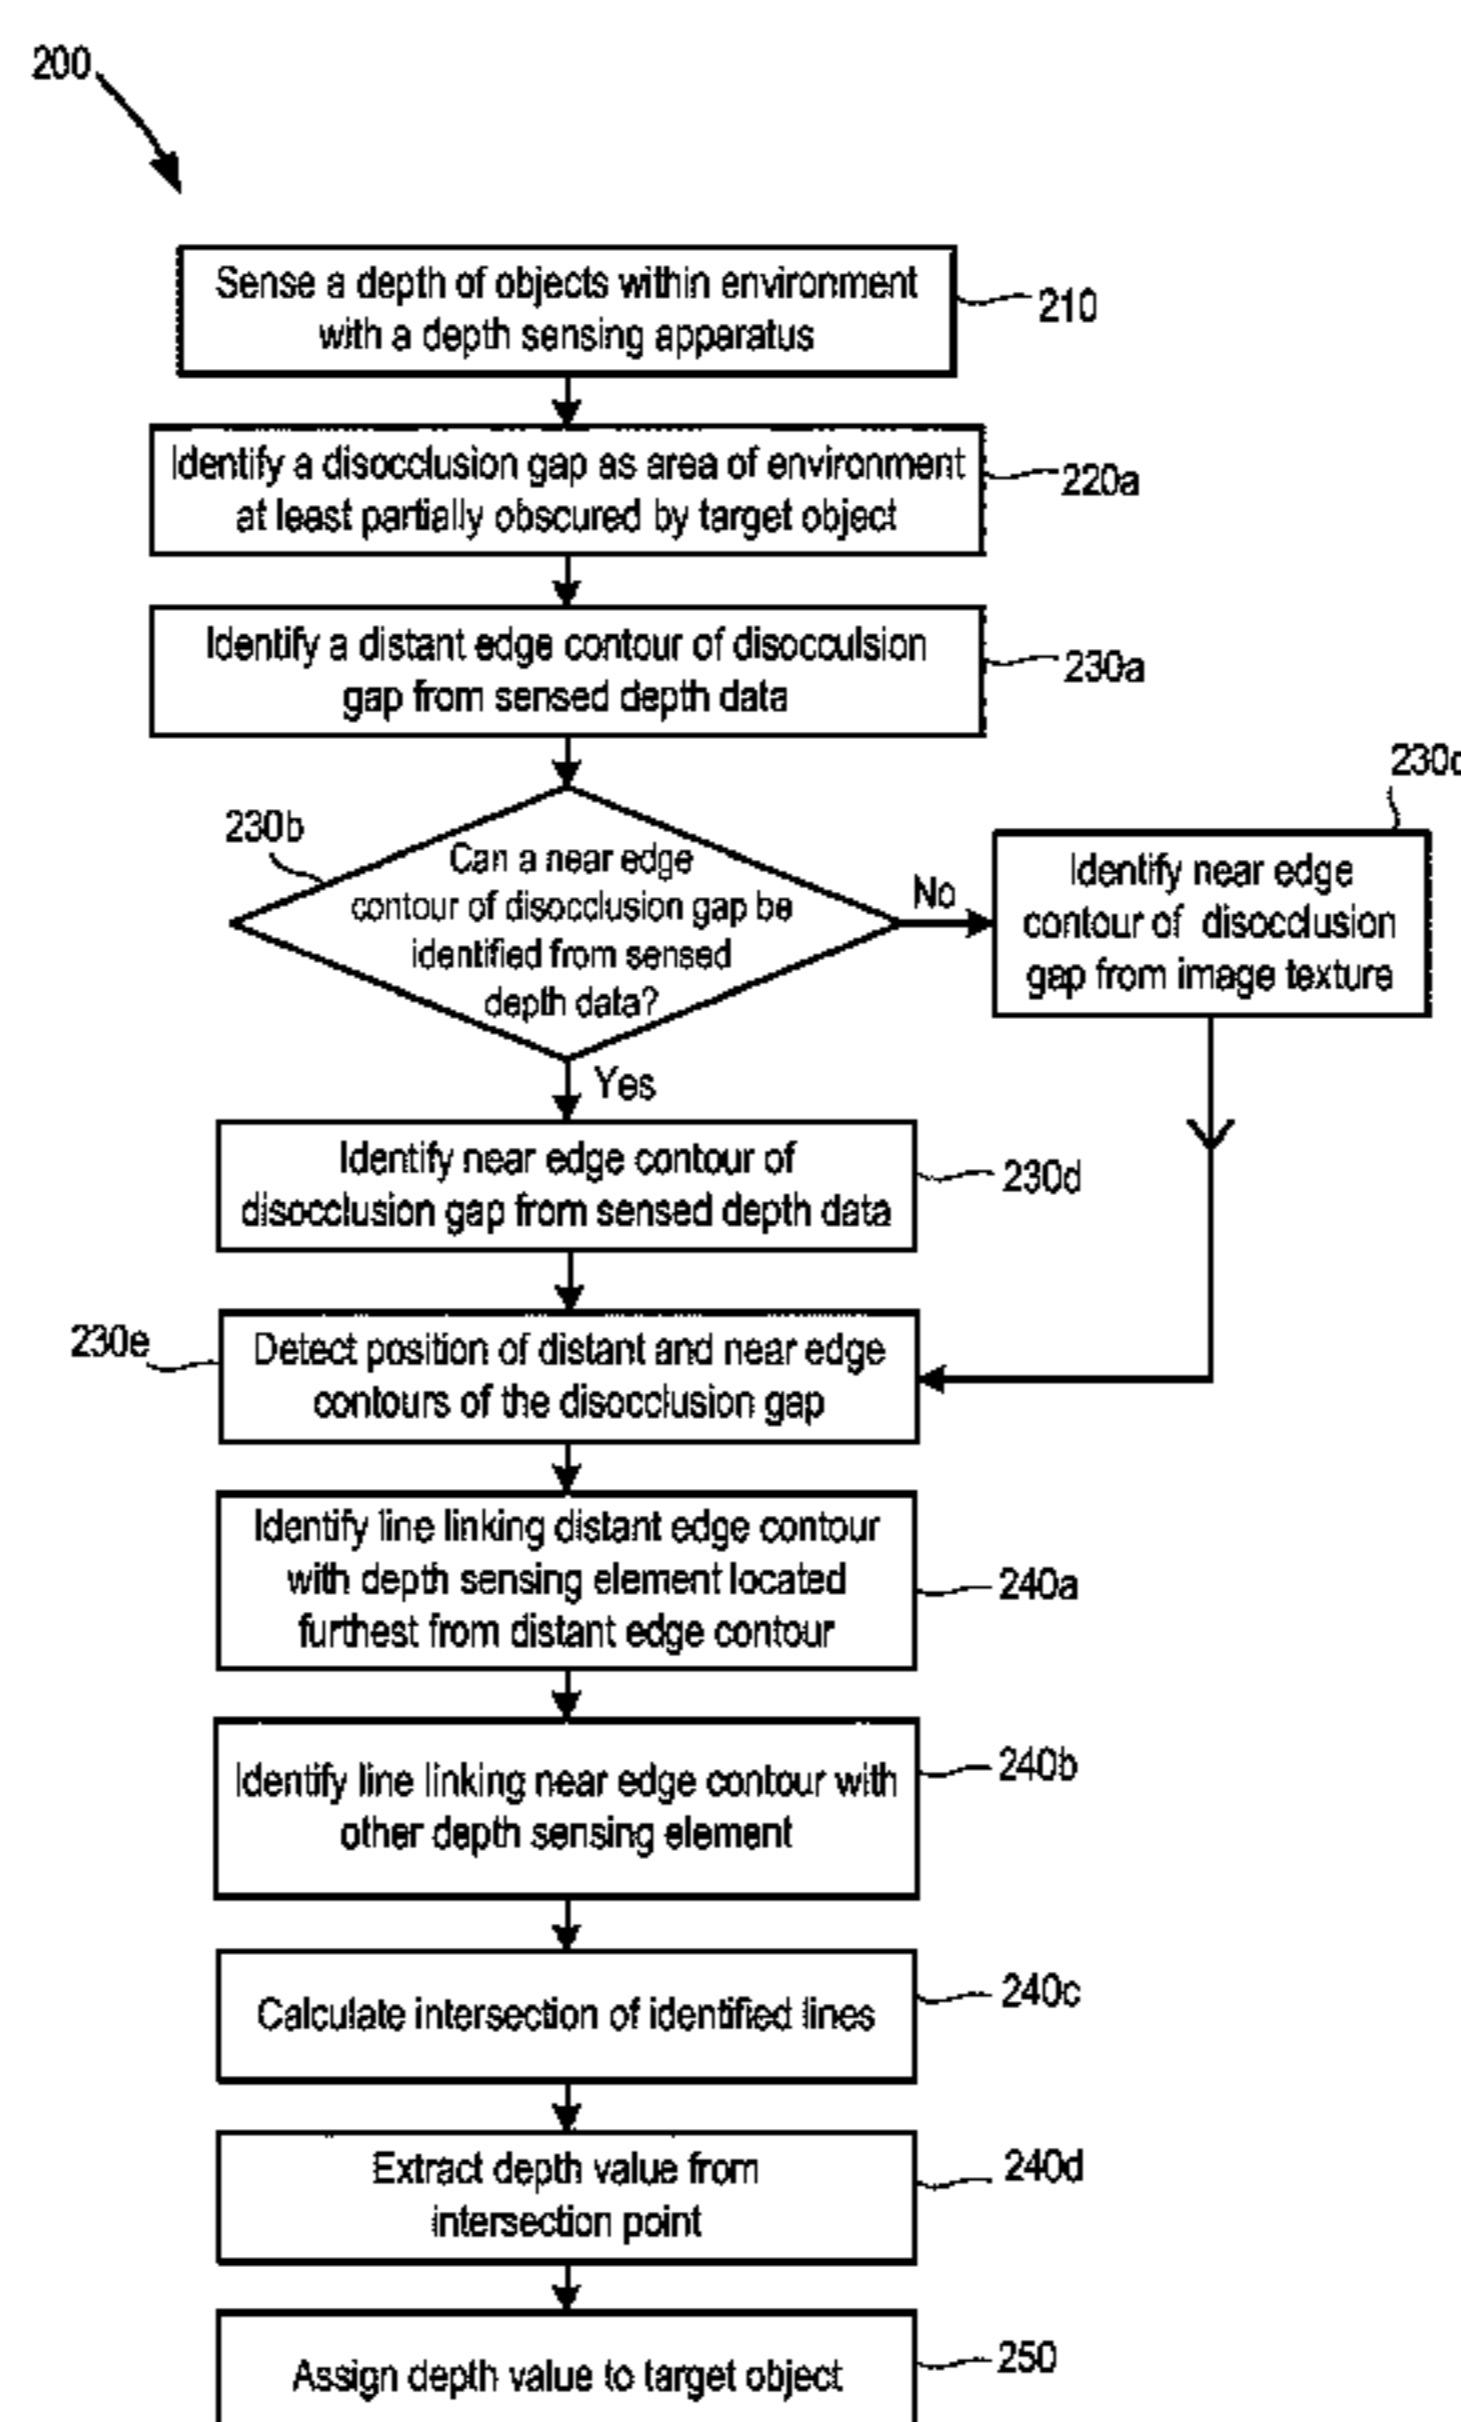 200
Sense a depth of objects within environment
with a depth sensing apparatus
210
Identify a disocclusion gap as area of environment
at least partially obscured by target object
220a
Identify a distant edge contour of disocculsion
gap from sensed depth data
230a
230b
Can a near edge
contour of disocclusion gap be
identified from sensed
depth data?
No
Identify near edge
contour of disocclusion
gap from image texture
Yes
Identify near edge contour of
disocclusion gap from sensed depth data
230d
230e
Detect position of distant and near edge
contours of the disocclusion gap
Identify line linking distant edge contour
with depth sensing element located
furthest from distant edge contour
240a
Identify line linking near edge contour with
other depth sensing element
240b
Calculate intersection of identified lines
240c
Extract depth value from
intersection point
240d
Assign depth value to target object
250